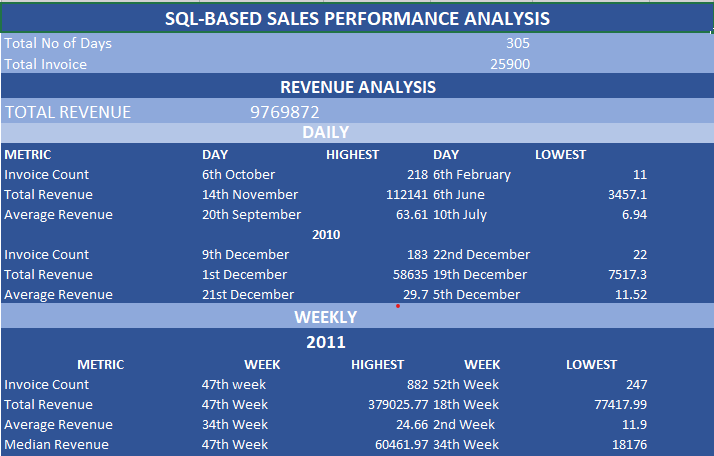 SQL-BASED SALES PERFORMANCE ANALYSIS
Total No of Days 305
Total Invoice 25900
REVENUE ANALYSIS
TOTAL REVENUE 9769872
DAILY
METRIC DAY HIGHEST DAY LOWEST
Invoice Count 6th October 218 6th February 11
Total Revenue 14th November 112141 6th June 3457.1
Average Revenue 20th September 63.61 10th July 6.94
2010
Invoice Count 9th December 183 22nd December 22
Total Revenue 1st December 58635 19th December 7517.3
Average Revenue 21st December 29.7 5th December 11.52
WEEKLY
2011
METRIC WEEK HIGHEST WEEK LOWEST
Invoice Count 47th week 882 52th Week 247
Total Revenue 47th Week 379025.77 18th Week 77417.99
Average Revenue 34th Week 24.66 2nd Week 11.9
Median Revenue 47th Week 60461.97 34th Week 18176